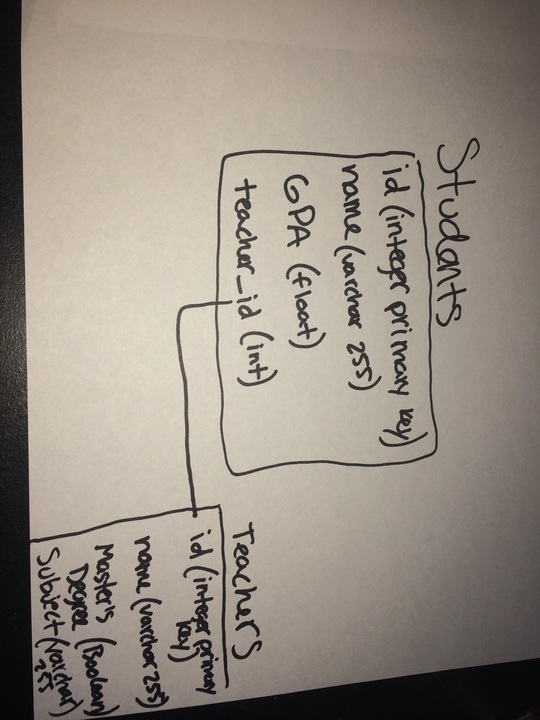 Students
id (integer primary key)
name (varchar 255)
GPA (float)
teacher_id (int)
Teachers
id (integer primary
key)
name (varchar 255)
Master's
Degree (Boolean)
Subject (varchar)
255